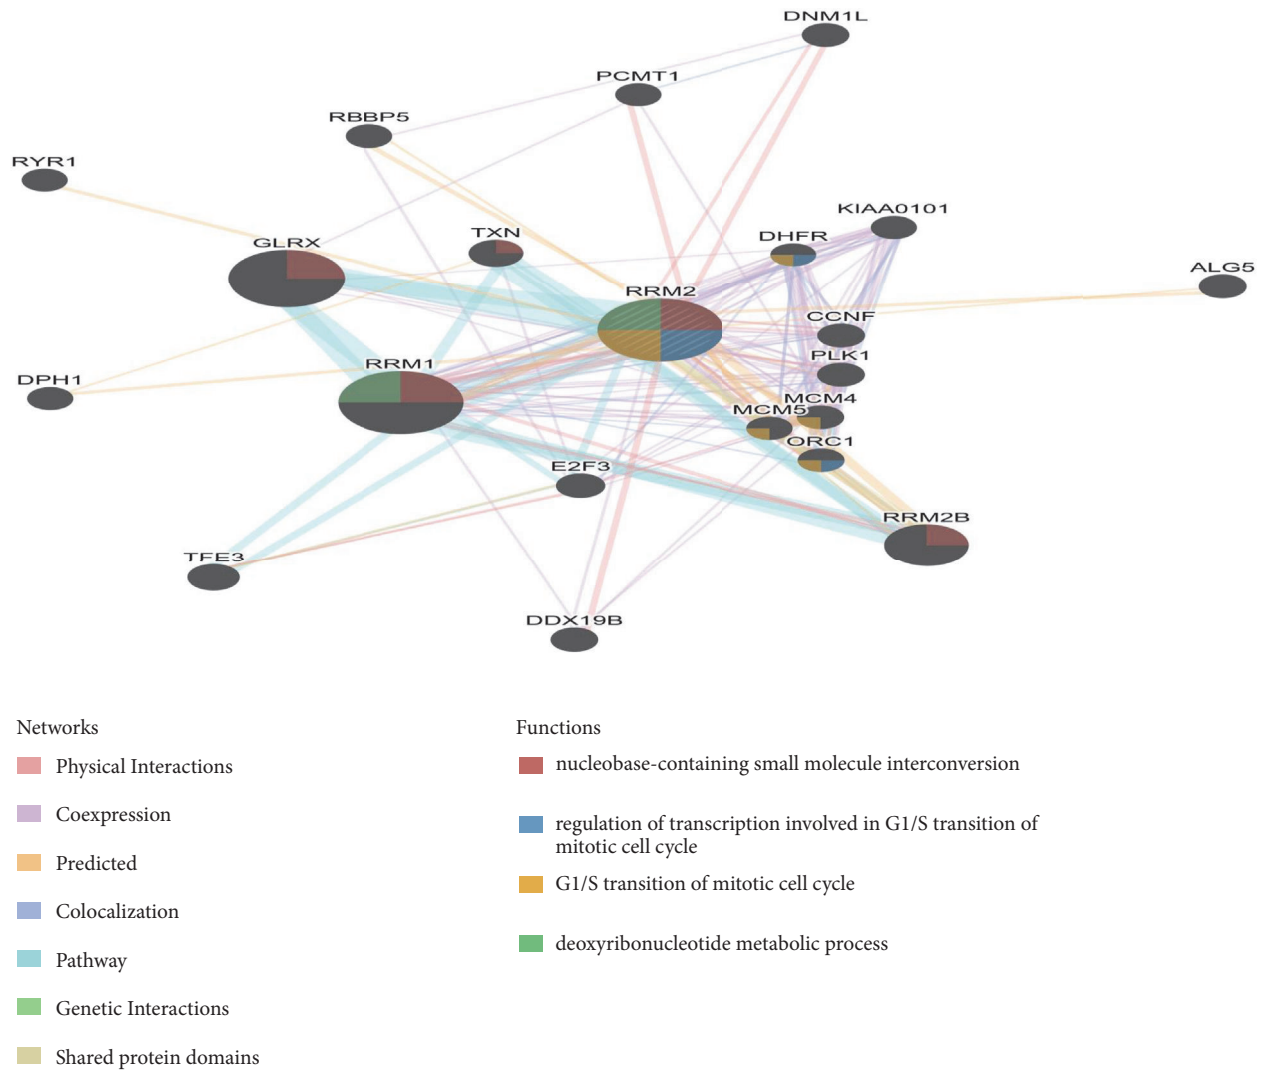 DNM1L
PCMT1
RBBP5
RYR1
KIAA0101
TXN
DHFR
GLRX
ALG5
RRM2
CCNF
PLK1
RRM1
DPH1
MCM4
MCM5
ORC1
E2F3
RRM2B
TFE3
DDX19B
Networks
Physical Interactions
Coexpression
Predicted
Colocalization
Pathway
Genetic Interactions
Shared protein domains
Functions
nucleobase-containing small molecule interconversion
regulation of transcription involved in G1/S transition of
mitotic cell cycle
G1/S transition of mitotic cell cycle
deoxyribonucleotide metabolic process